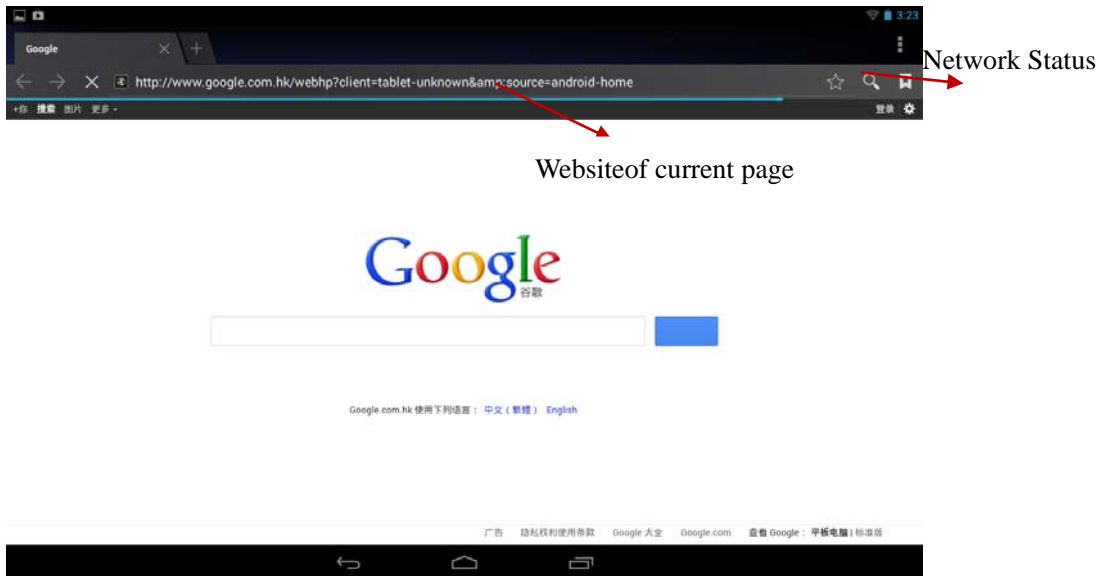 3:23
Google
Network Status
http://www.google.com.hk/webhp?client=tablet-unknown&amp;source=android-home
+你 搜索 图片 更多
登录
Websiteof current page
Google
谷歌
Google.com.hk 使用下列语言： 中文（繁體） English
广告 隐私权和使用条款 Google 大全 Google.com 查看 Google： 平板电脑 | 标准版